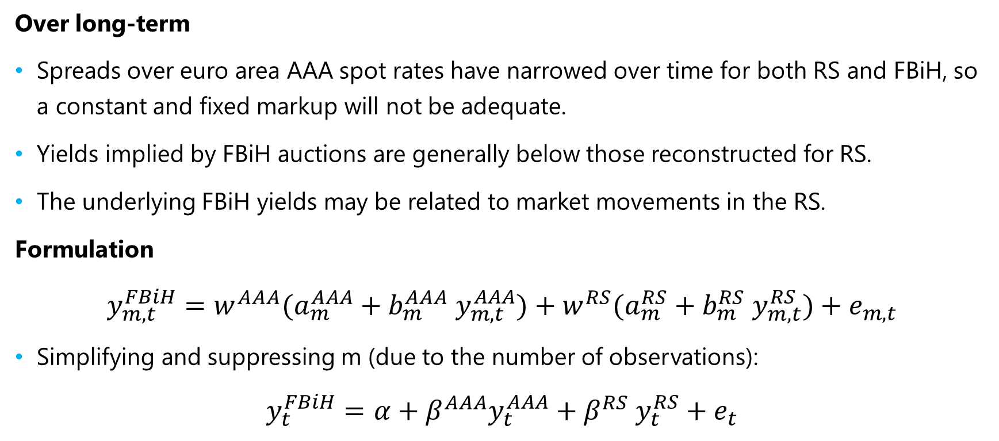 Over long-term
• Spreads over euro area AAA spot rates have narrowed over time for both RS and FBiH, so
a constant and fixed markup will not be adequate.
• Yields implied by FBiH auctions are generally below those reconstructed for RS.
• The underlying FBiH yields may be related to market movements in the RS.
Formulation
$y_{m,t}^{FBiH} = w^{AAA}(a_m^{AAA} + b_m^{AAA} y_{m,t}^{AAA}) + w^{RS}(a_m^{RS} + b_m^{RS} y_{m,t}^{RS}) + e_{m,t}$
• Simplifying and suppressing m (due to the number of observations):
$y_t^{FBiH} = \alpha + \beta^{AAA} y_t^{AAA} + \beta^{RS} y_t^{RS} + e_t$